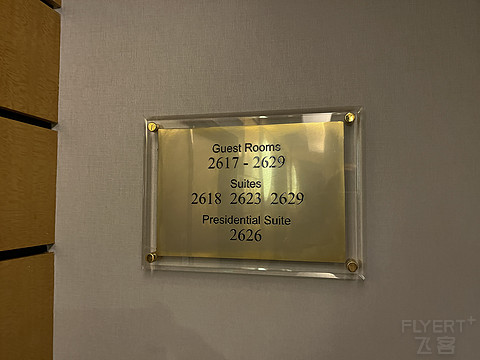 Guest Rooms
2617 - 2629
Suites
2618 2623 2629
Presidential Suite
2626
FLYERT+
飞客